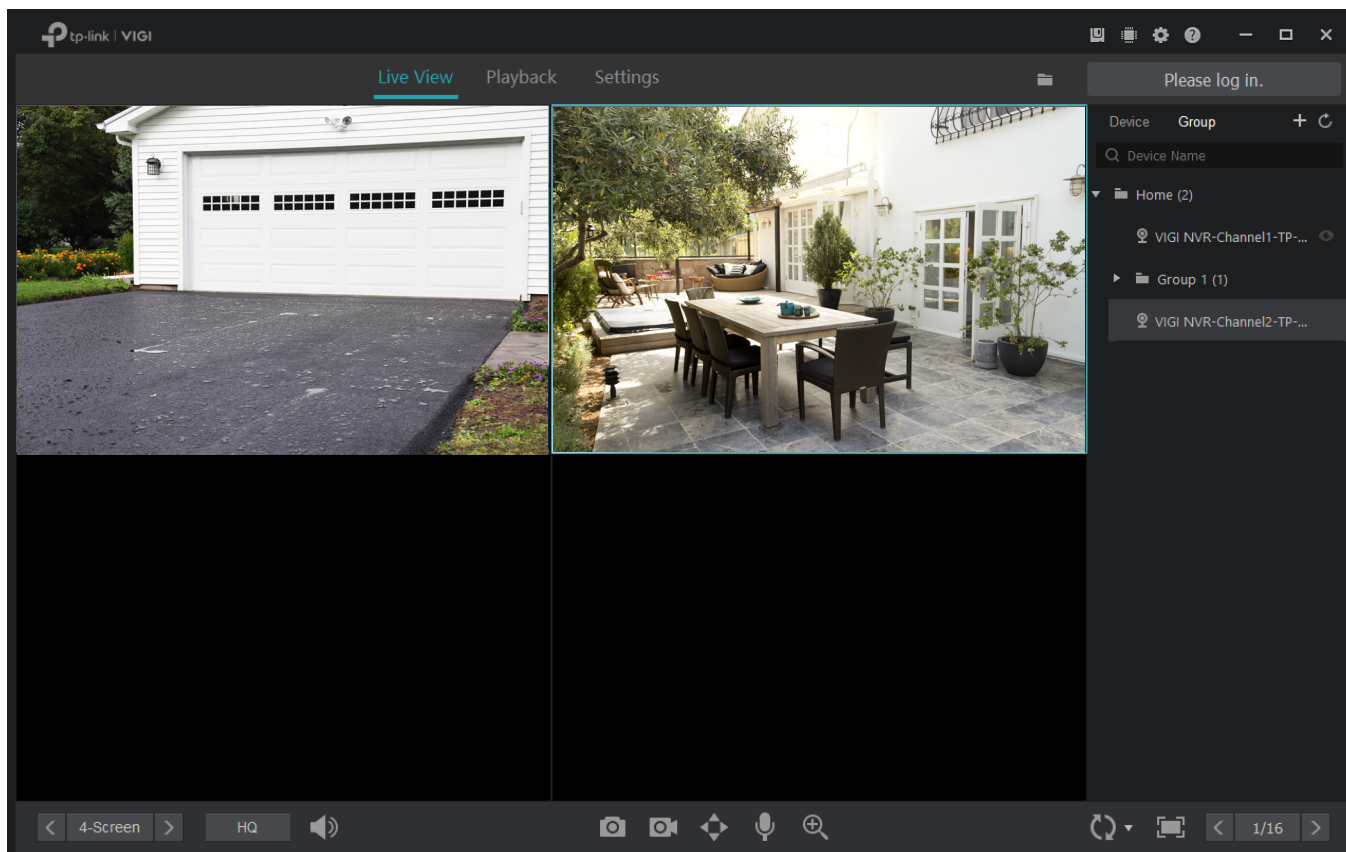 tp-link | VIGI
Live View Playback Settings
Please log in.
Device Group
Device Name
Home (2)
VIGI NVR-Channel1-TP-...
Group 1 (1)
VIGI NVR-Channel2-TP-...
4-Screen HQ 1/16